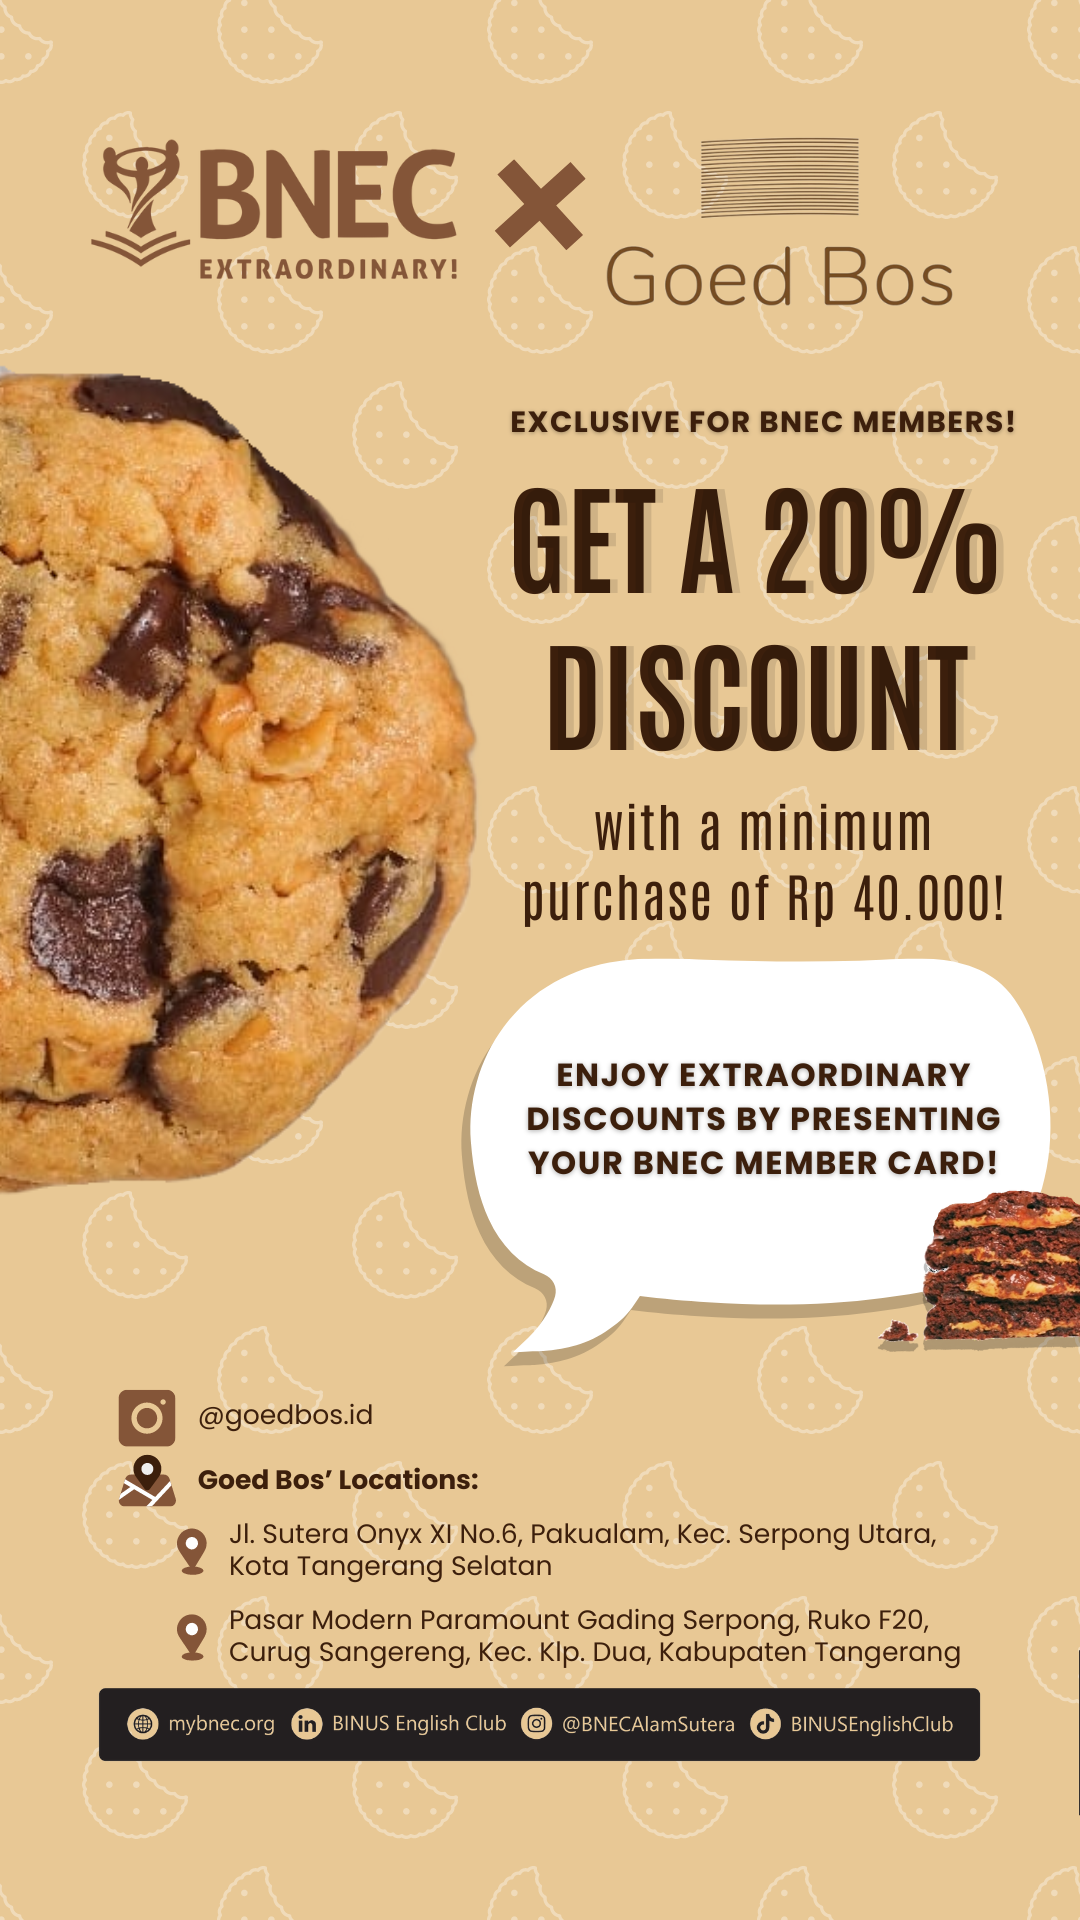 BNEC
EXTRAORDINARY!
Goed Bos
EXCLUSIVE FOR BNEC MEMBERS!
GET A 20%
DISCOUNT
with a minimum
purchase of Rp 40.000!
ENJOY EXTRAORDINARY
DISCOUNTS BY PRESENTING
YOUR BNEC MEMBER CARD!
@goedbos.id
Goed Bos’ Locations:
Jl. Sutera Onyx XI No.6, Pakualam, Kec. Serpong Utara,
Kota Tangerang Selatan
Pasar Modern Paramount Gading Serpong, Ruko F20,
Curug Sangereng, Kec. Klp. Dua, Kabupaten Tangerang
mybnec.org in BINUS English Club @BNECAlamSutera BINUSEnglishClub